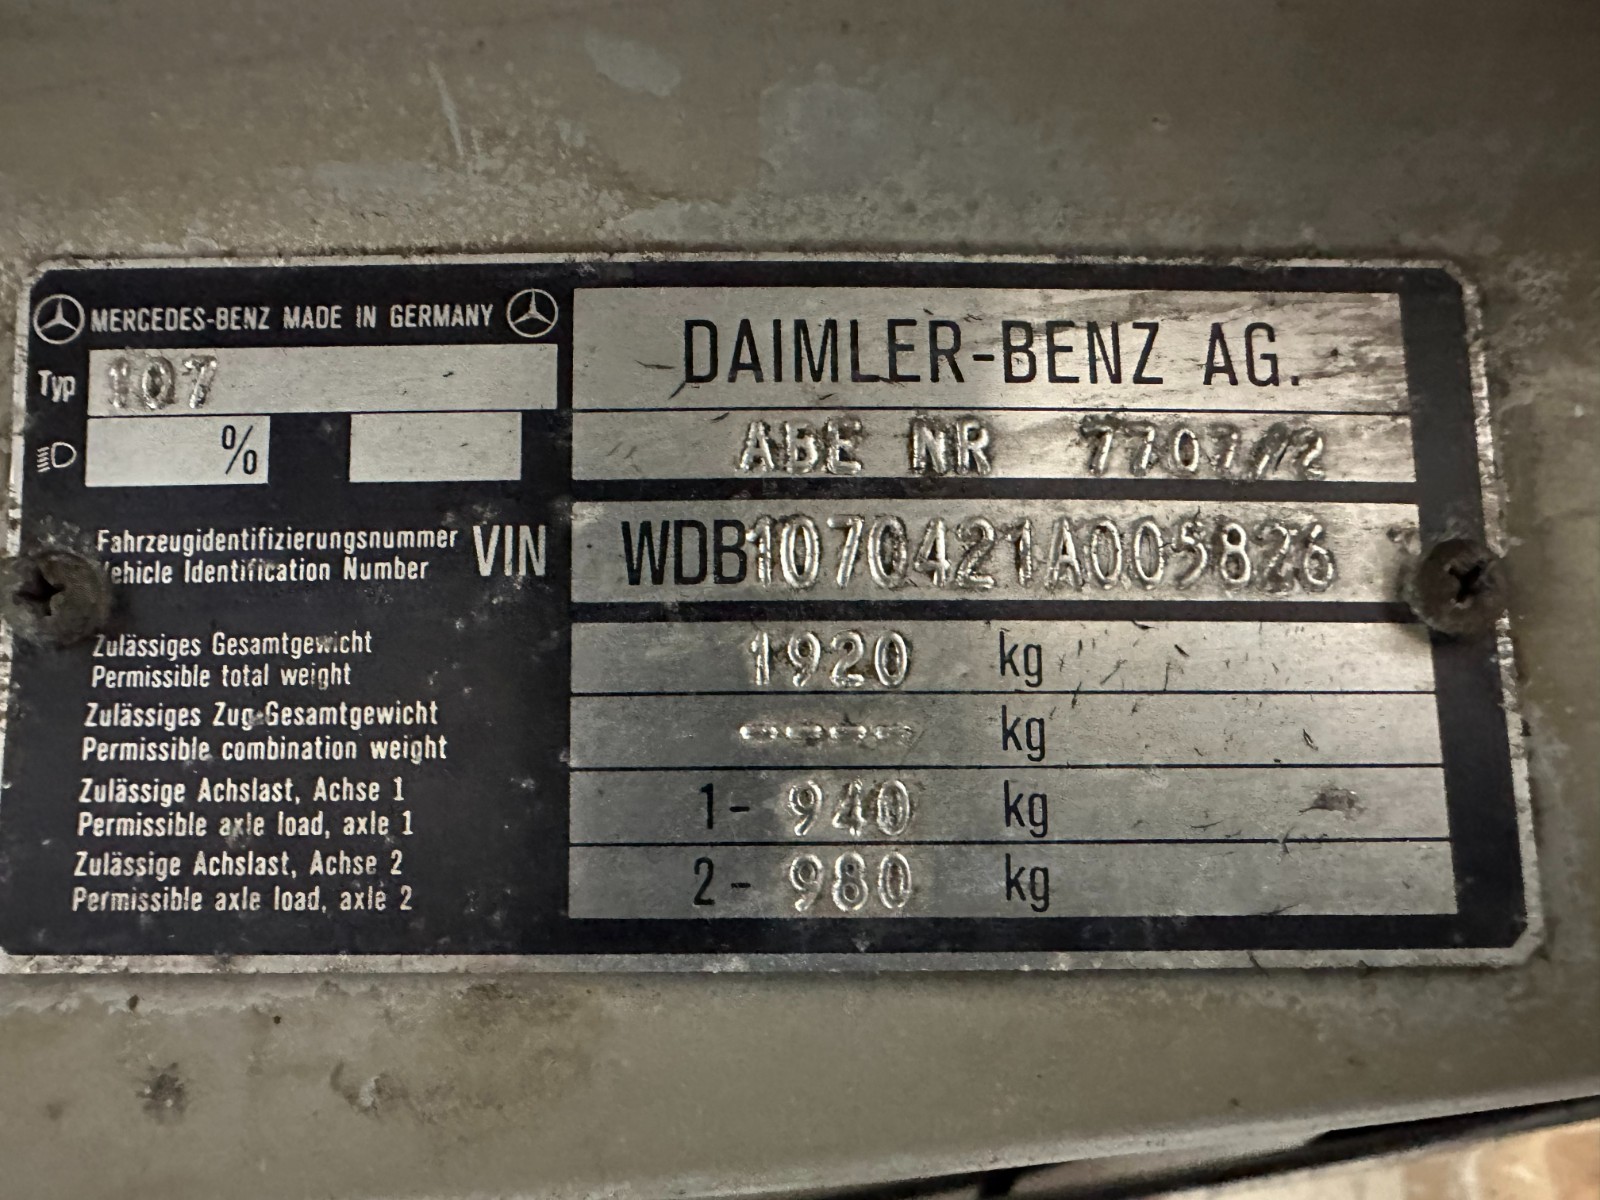 MERCEDES-BENZ MADE IN GERMANY
Typ 107
%
DAIMLER-BENZ AG.
ABE NR 7707/2
Fahrzeugidentifizierungsnummer
Vehicle Identification Number
VIN
WDB1070421A005826
Zulässiges Gesamtgewicht
Permissible total weight
1920 kg
Zulässiges Zug-Gesamtgewicht
Permissible combination weight
---- kg
Zulässige Achslast, Achse 1
Permissible axle load, axle 1
1- 940 kg
Zulässige Achslast, Achse 2
Permissible axle load, axle 2
2- 980 kg